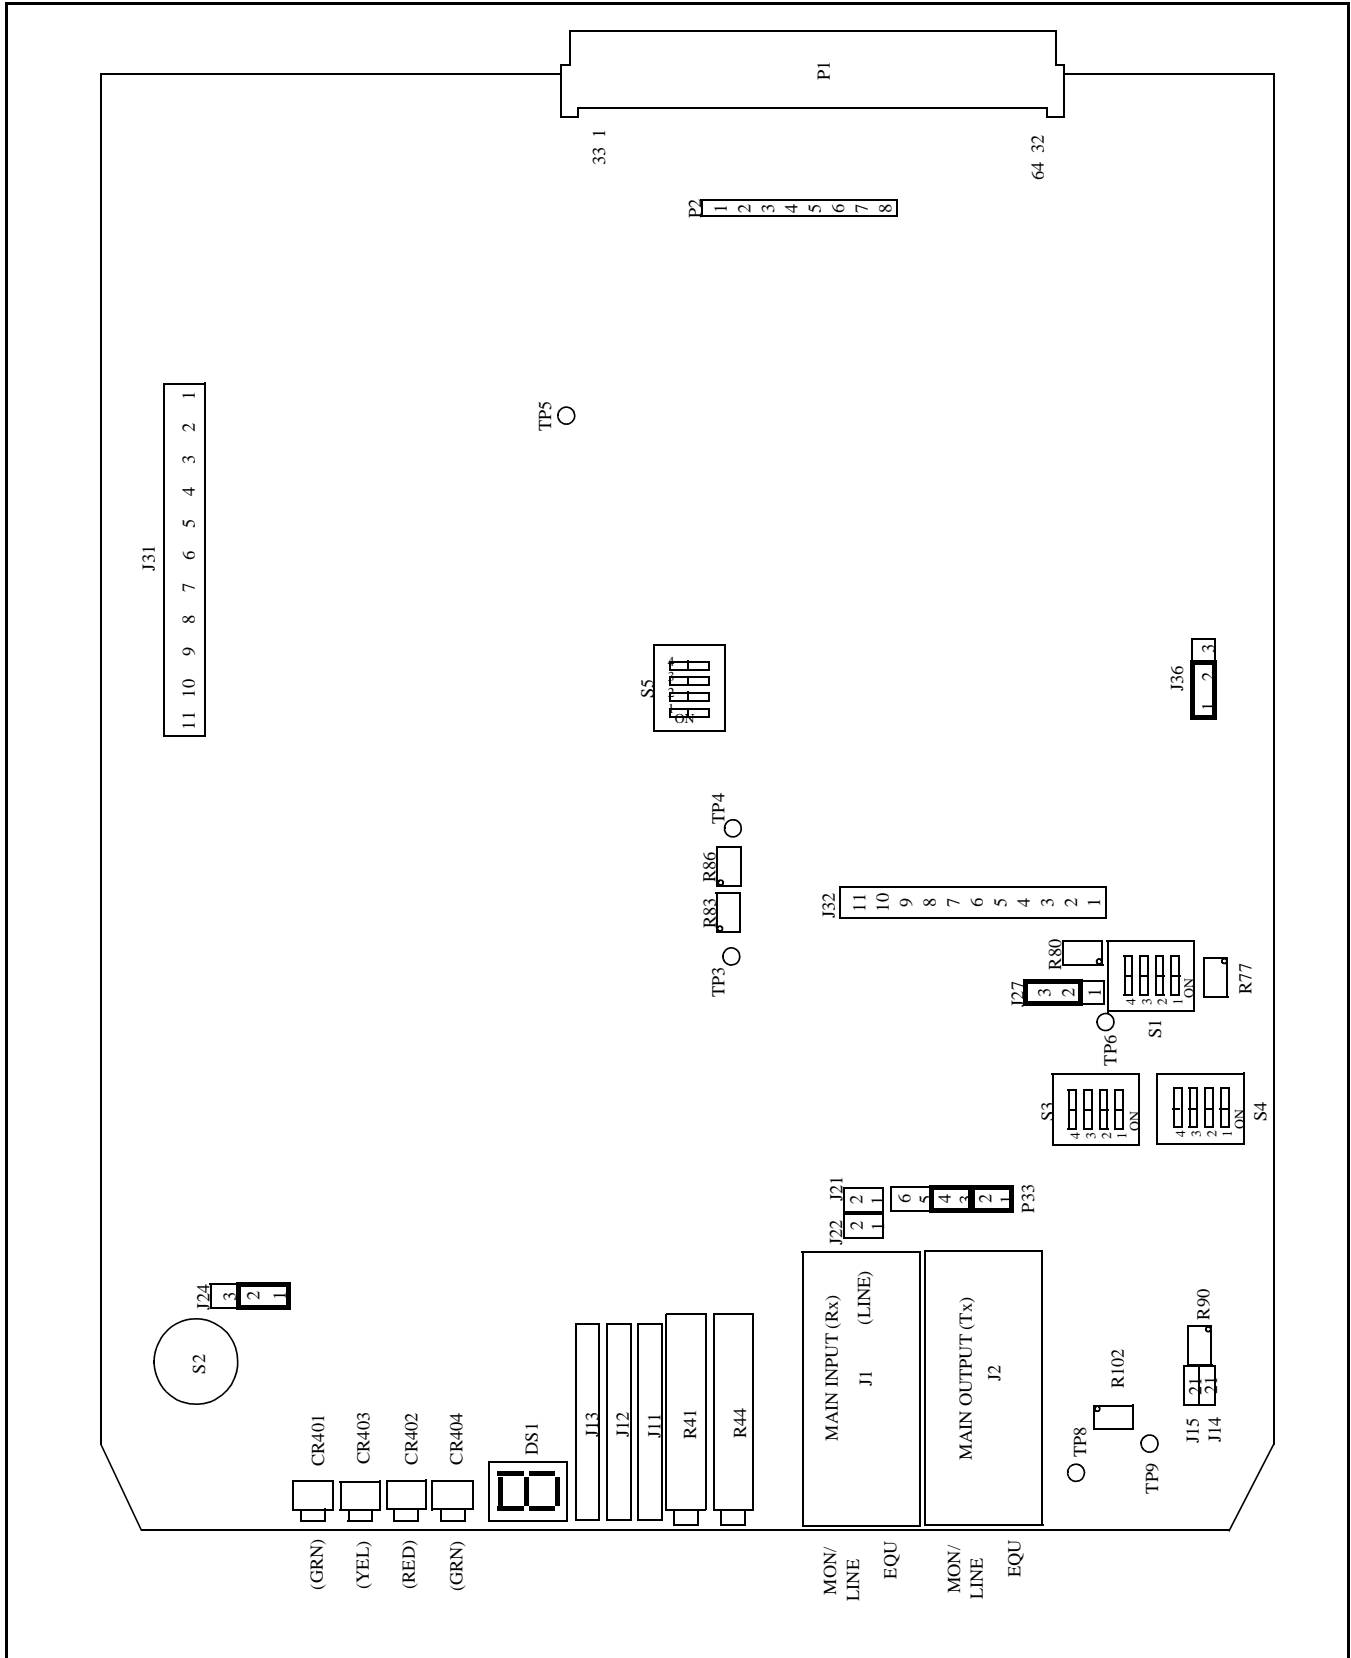 P1
33 1
64 32
P2
1 2 3 4 5 6 7 8
J31
1
2
3
4
5
6
7
8
9
10
11
TP5
S5
4
3
2
1
ON
J36
3
2
1
TP4
R86
R83
TP3
J32
11 10 9 8 7 6 5 4 3 2 1
R80
J27
3 2 1
TP6
4 3 2 1
ON
S1
R77
S3
4 3 2 1
ON
4 3 2 1
ON
S4
J21
2 1
J22
2 1
6 5 4 3 2 1
P33
J24
3 2 1
S2
CR401
CR403
CR402
CR404
DS1
J13
J12
J11
R41
R44
MAIN INPUT (Rx)
(LINE)
J1
MAIN OUTPUT (Tx)
J2
R90
R102
21
21
J15
J14
TP8
TP9
(GRN)
(YEL)
(RED)
(GRN)
MON/
LINE
EQU
MON/
LINE
EQU